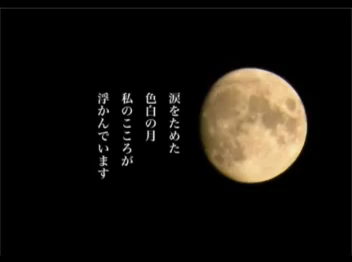 涙をためた
色白の月
私のこころが
浮かんでいます